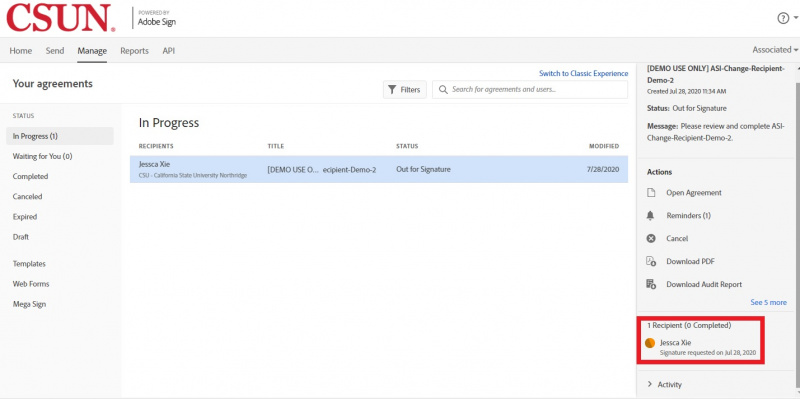 CSUN.
POWERED BY
Adobe Sign
Home Send Manage Reports API
Associated
Switch to Classic Experience
Your agreements
Filters
Search for agreements and users...
STATUS
In Progress (1)
Waiting for You (0)
Completed
Canceled
Expired
Draft
Templates
Web Forms
Mega Sign
In Progress
RECIPIENTS TITLE STATUS MODIFIED
Jessca Xie
CSU - California State University Northridge
[DEMO USE O... ecipient-Demo-2
Out for Signature
7/28/2020
[DEMO USE ONLY] ASI-Change-Recipient-
Demo-2
Created Jul 28, 2020 11:34 AM
Status: Out for Signature
Message: Please review and complete ASI-
Change-Recipient-Demo-2.
Actions
Open Agreement
Reminders (1)
Cancel
Download PDF
Download Audit Report
See 5 more
1 Recipient (0 Completed)
Jessca Xie
Signature requested on Jul 28, 2020
Activity